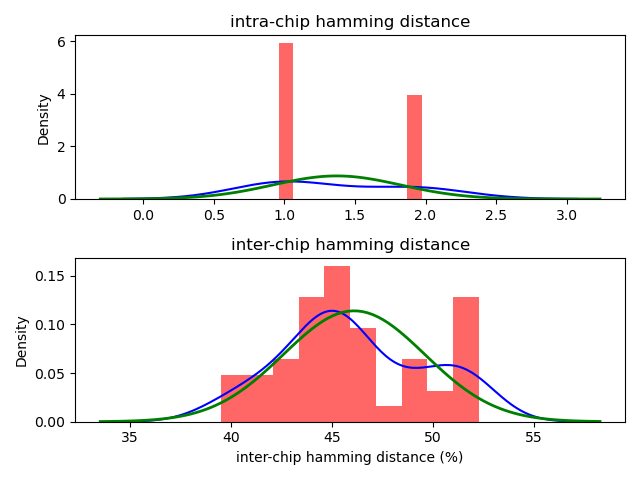 intra-chip hamming distance
6
4
2
0
Density
0.0 0.5 1.0 1.5 2.0 2.5 3.0
inter-chip hamming distance
0.15
0.10
0.05
0.00
Density
35 40 45 50 55
inter-chip hamming distance (%)